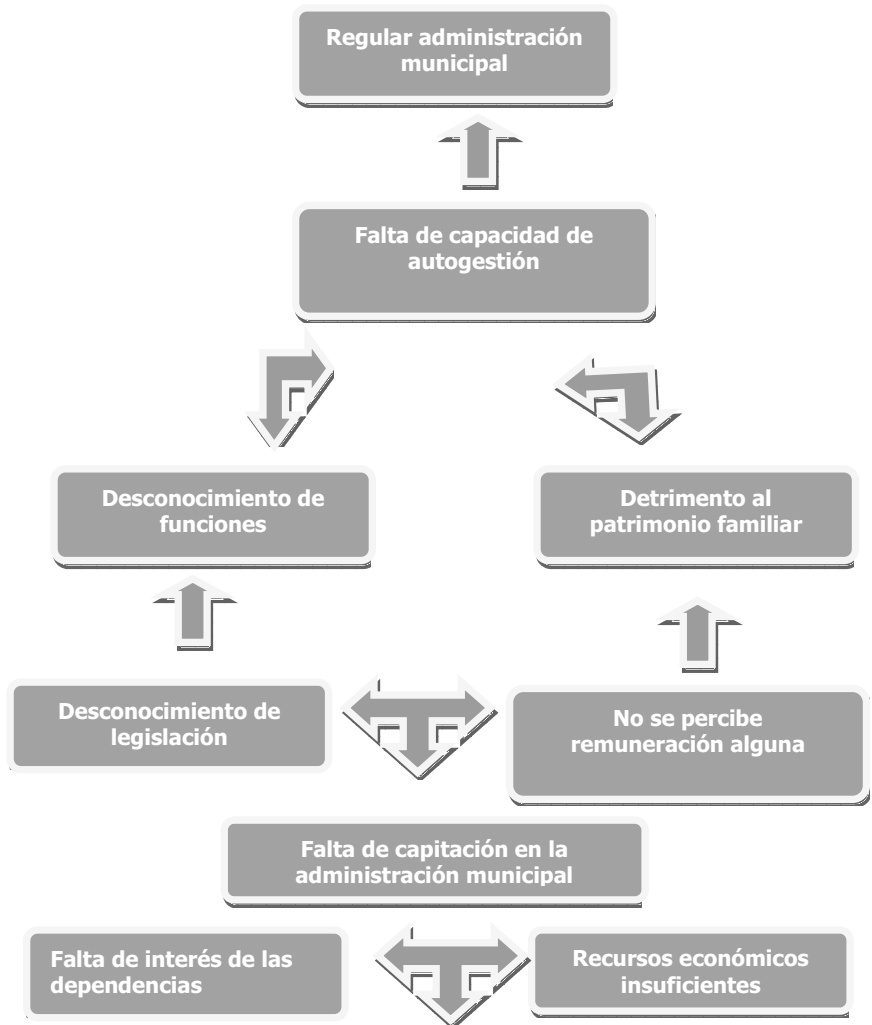 Regular administración
municipal
Falta de capacidad de
autogestión
Desconocimiento de
funciones
Detrimento al
patrimonio familiar
Desconocimiento de
legislación
No se percibe
remuneración alguna
Falta de capitación en la
administración municipal
Falta de interés de las
dependencias
Recursos económicos
insuficientes